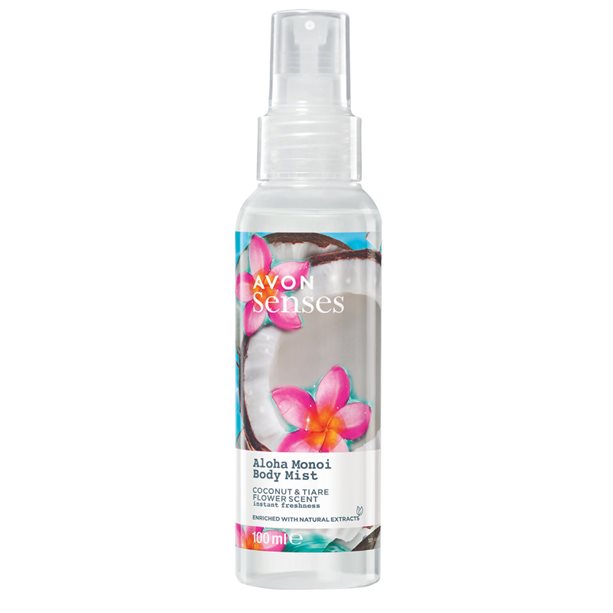 AVON
senses
Aloha Monoi
Body Mist
COCONUT & TIARE
FLOWER SCENT
instant freshness
ENRICHED WITH NATURAL EXTRACTS
100 ml ℮